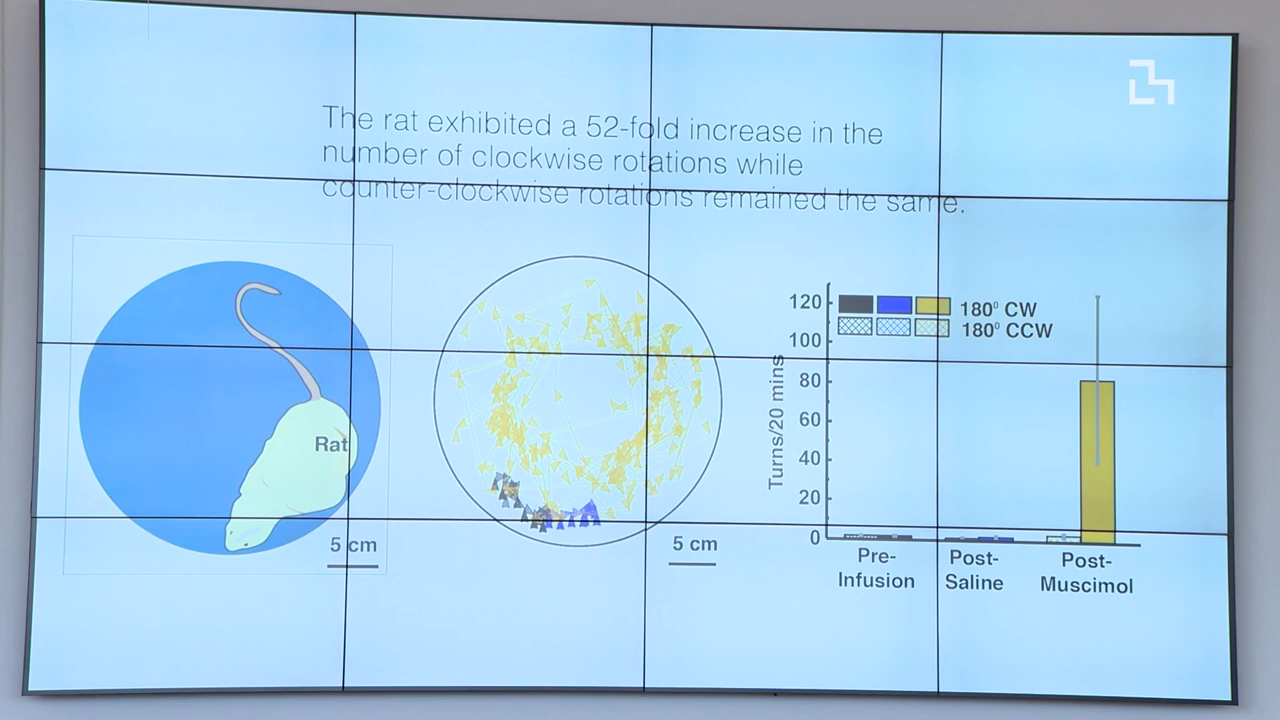 The rat exhibited a 52-fold increase in the
number of clockwise rotations while
counter-clockwise rotations remained the same.
Rat
5 cm
5 cm
Turns/20 mins
120
100
80
60
40
20
0
180⁰ CW
180⁰ CCW
Pre-
Infusion
Post-
Saline
Post-
Muscimol